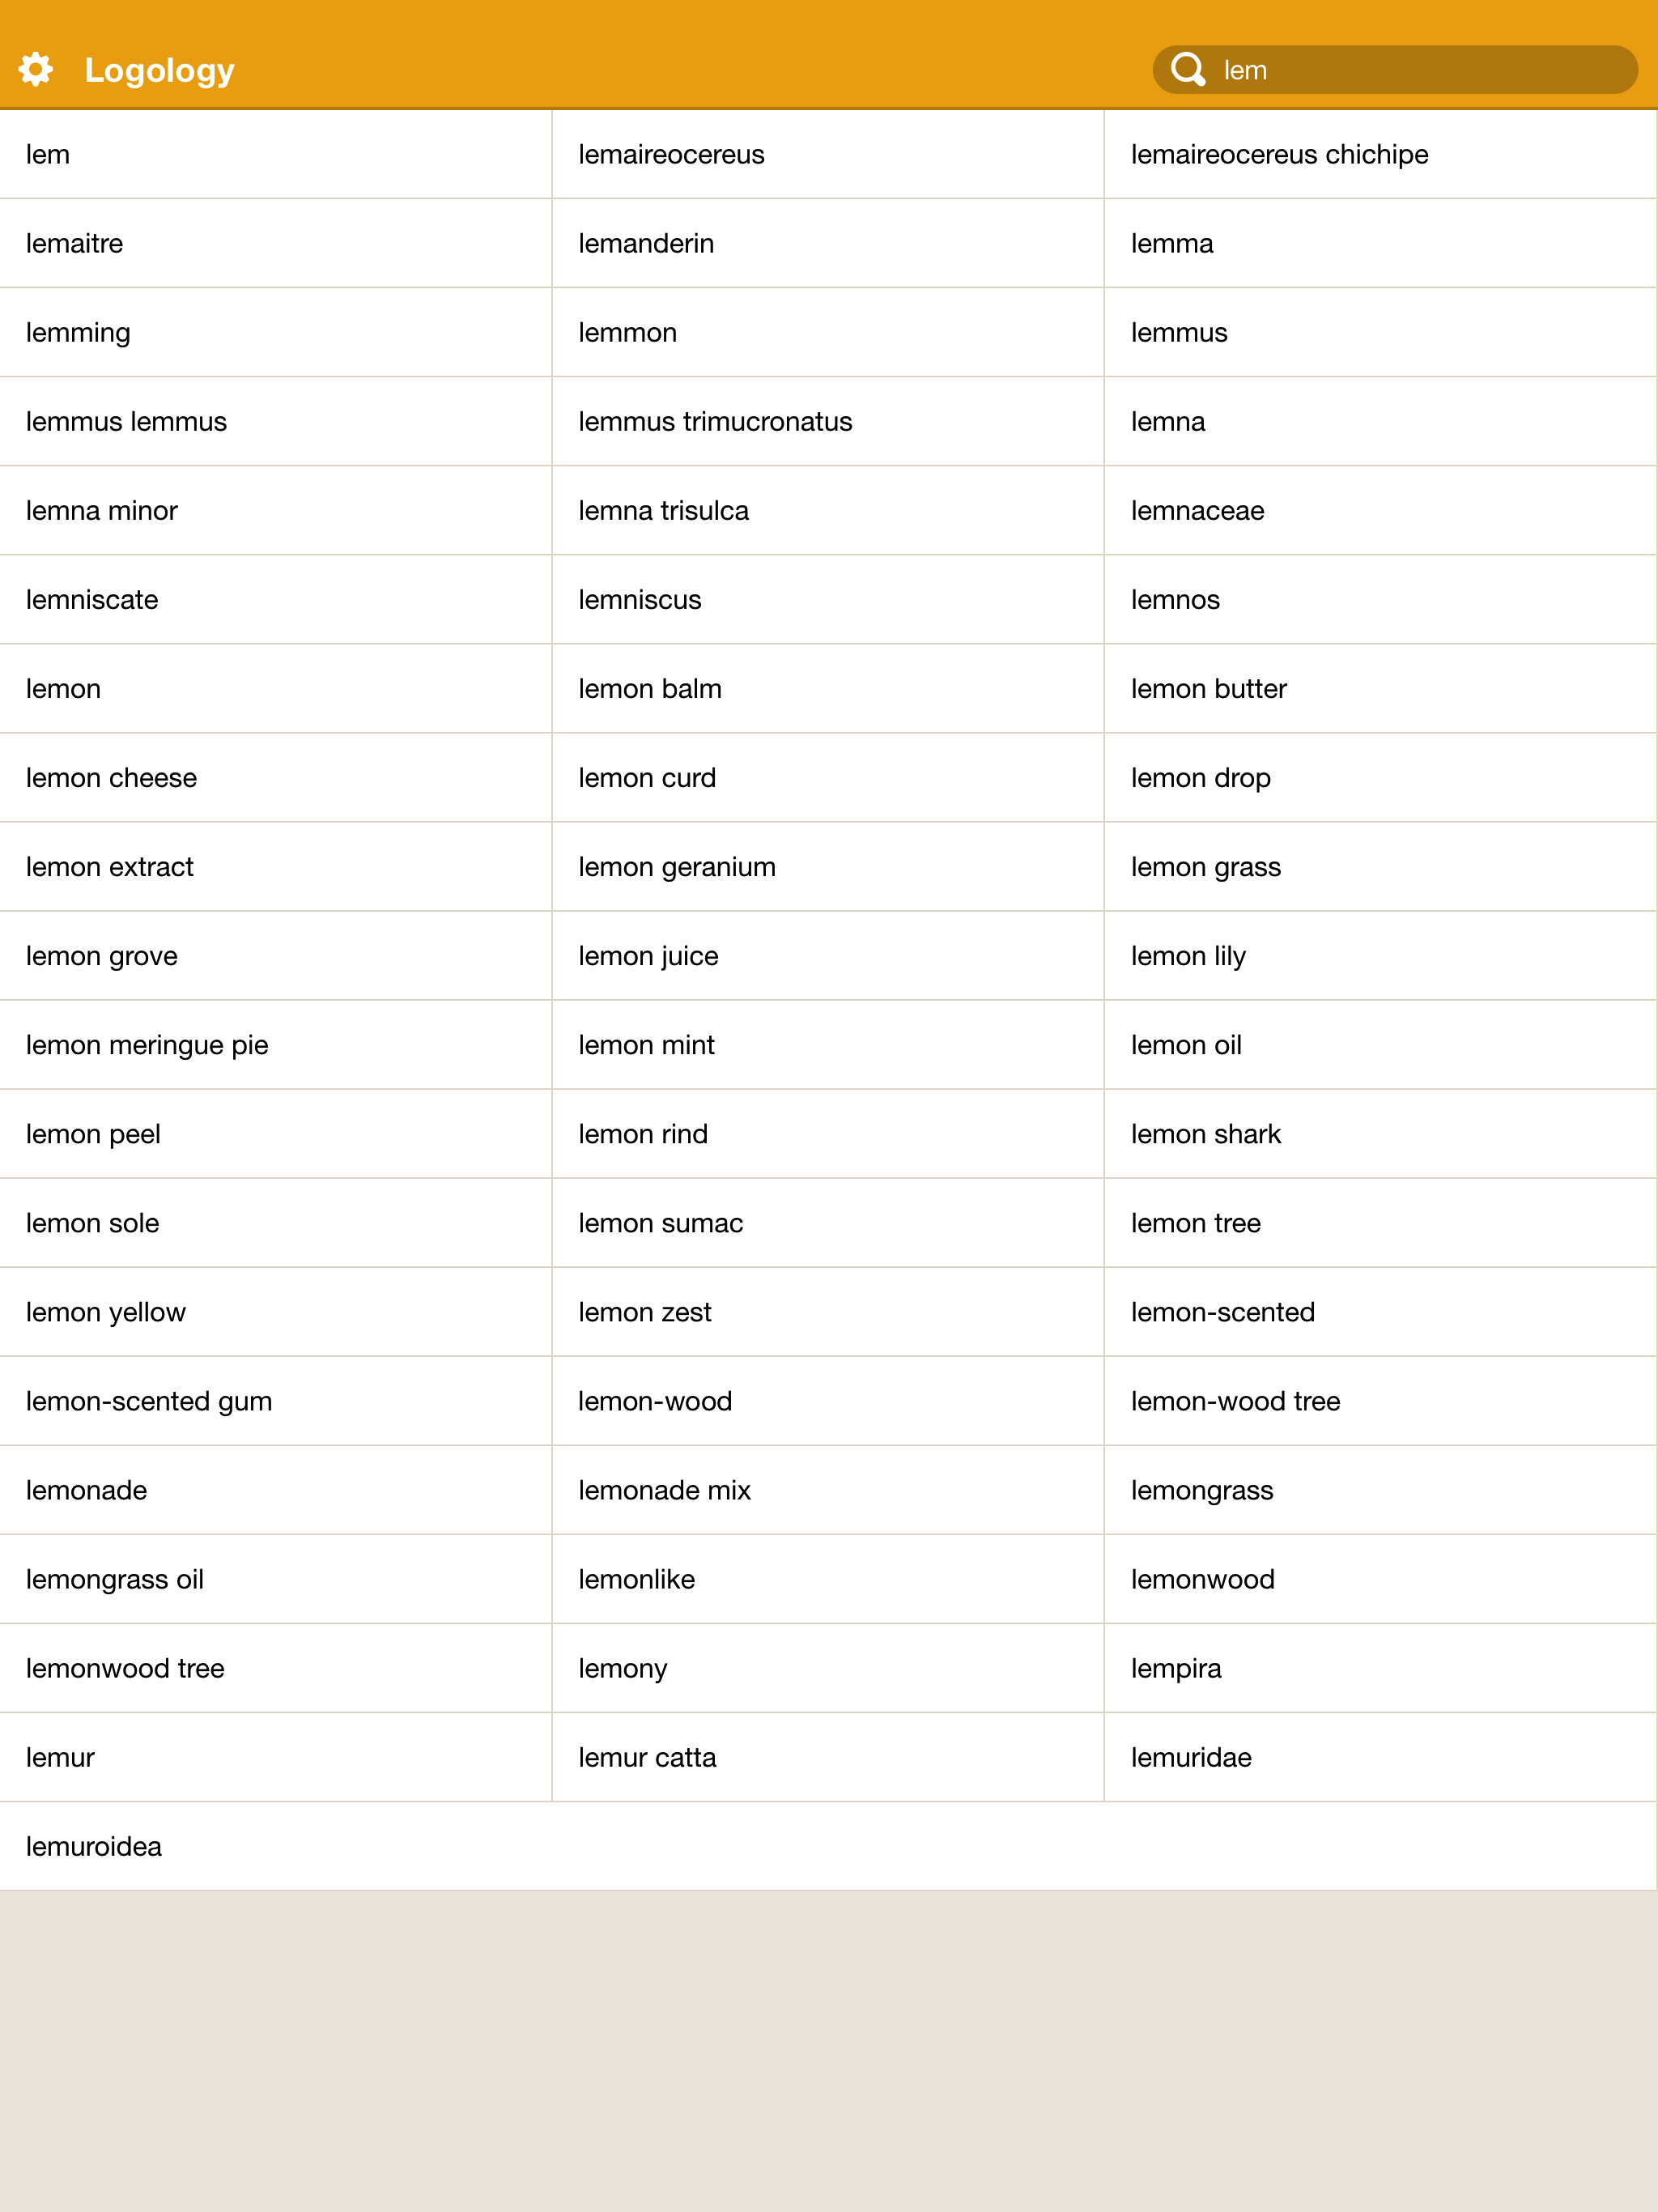 Logology lem
lem lemaireocereus lemaireocereus chichipe
lemaitre lemanderin lemma
lemming lemmon lemmus
lemmus lemmus lemmus trimucronatus lemna
lemna minor lemna trisulca lemnaceae
lemniscate lemniscus lemnos
lemon lemon balm lemon butter
lemon cheese lemon curd lemon drop
lemon extract lemon geranium lemon grass
lemon grove lemon juice lemon lily
lemon meringue pie lemon mint lemon oil
lemon peel lemon rind lemon shark
lemon sole lemon sumac lemon tree
lemon yellow lemon zest lemon-scented
lemon-scented gum lemon-wood lemon-wood tree
lemonade lemonade mix lemongrass
lemongrass oil lemonlike lemonwood
lemonwood tree lemony lempira
lemur lemur catta lemuridae
lemuroidea